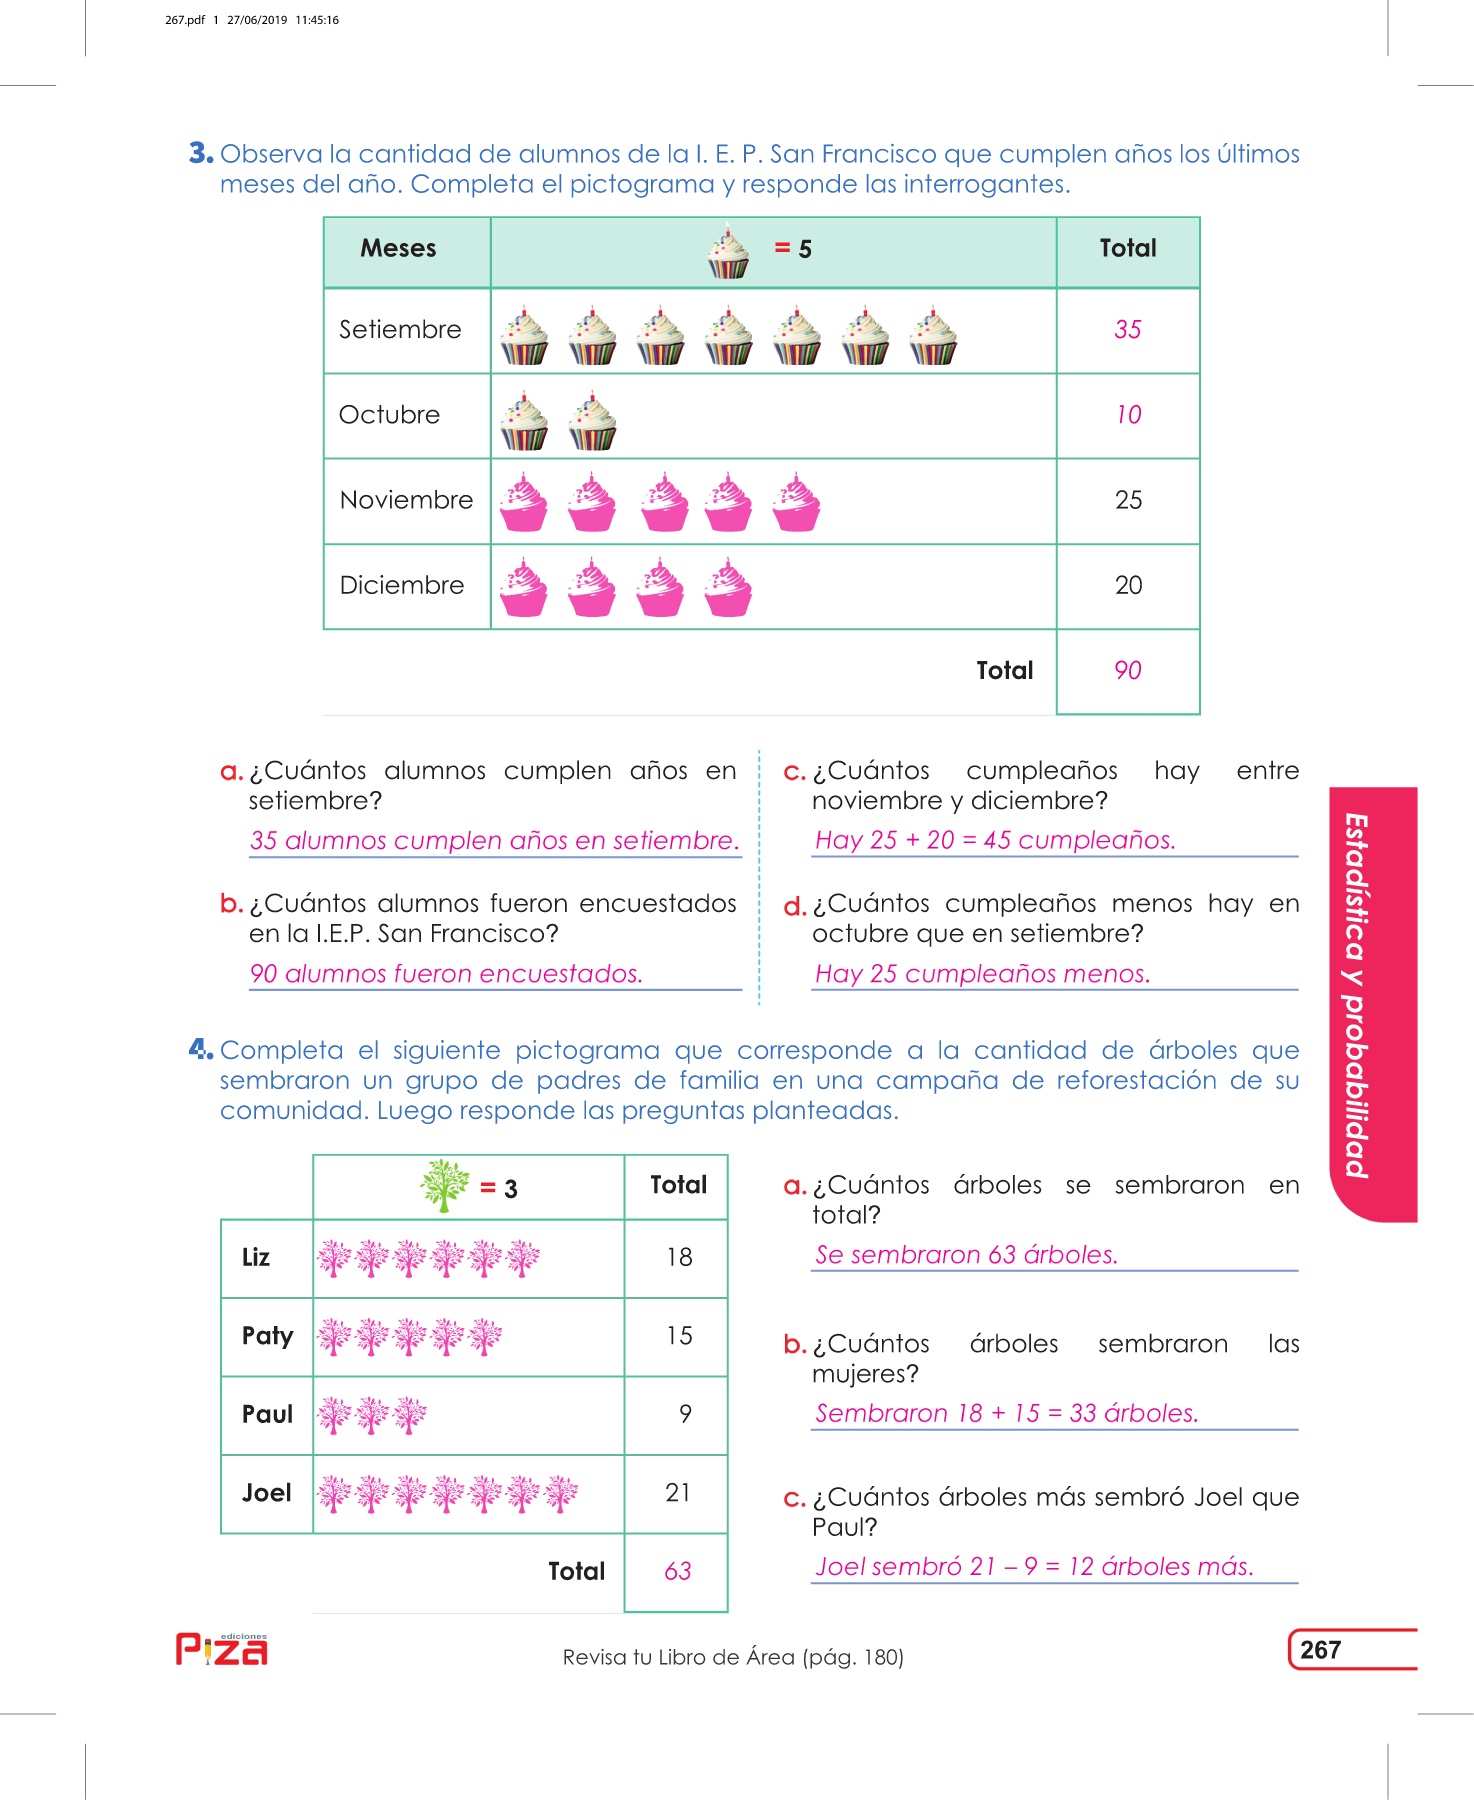 267.pdf 1 27/06/2019 11:45:16
3. Observa la cantidad de alumnos de la I. E. P. San Francisco que cumplen años los últimos
meses del año. Completa el pictograma y responde las interrogantes.
Meses = 5 Total
Setiembre 35
Octubre 10
Noviembre 25
Diciembre 20
Total 90
a. ¿Cuántos alumnos cumplen años en
setiembre?
35 alumnos cumplen años en setiembre.
b. ¿Cuántos alumnos fueron encuestados
en la I.E.P. San Francisco?
90 alumnos fueron encuestados.
c. ¿Cuántos cumpleaños hay entre
noviembre y diciembre?
Hay 25 + 20 = 45 cumpleaños.
d. ¿Cuántos cumpleaños menos hay en
octubre que en setiembre?
Hay 25 cumpleaños menos.
Estadística y probabilidad
4. Completa el siguiente pictograma que corresponde a la cantidad de árboles que
sembraron un grupo de padres de familia en una campaña de reforestación de su
comunidad. Luego responde las preguntas planteadas.
= 3 Total
Liz 18
Paty 15
Paul 9
Joel 21
Total 63
a. ¿Cuántos árboles se sembraron en
total?
Se sembraron 63 árboles.
b. ¿Cuántos árboles sembraron las
mujeres?
Sembraron 18 + 15 = 33 árboles.
c. ¿Cuántos árboles más sembró Joel que
Paul?
Joel sembró 21 – 9 = 12 árboles más.
ediciones
Piza
Revisa tu Libro de Área (pág. 180)
267